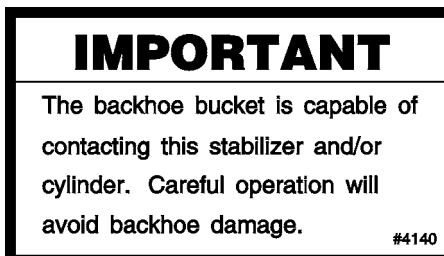 IMPORTANT
The backhoe bucket is capable of
contacting this stabilizer and/or
cylinder. Careful operation will
avoid backhoe damage.
#4140